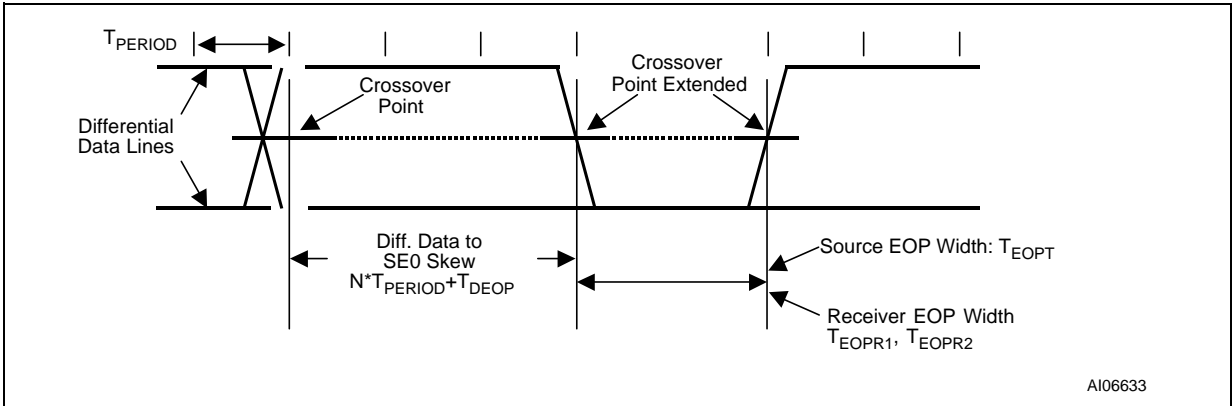 TPERIOD
Crossover
Point
Crossover
Point Extended
Differential
Data Lines
Diff. Data to
SE0 Skew
N*TPERIOD+TDEOP
Source EOP Width: TEOPT
Receiver EOP Width
TEOPR1, TEOPR2
AI06633